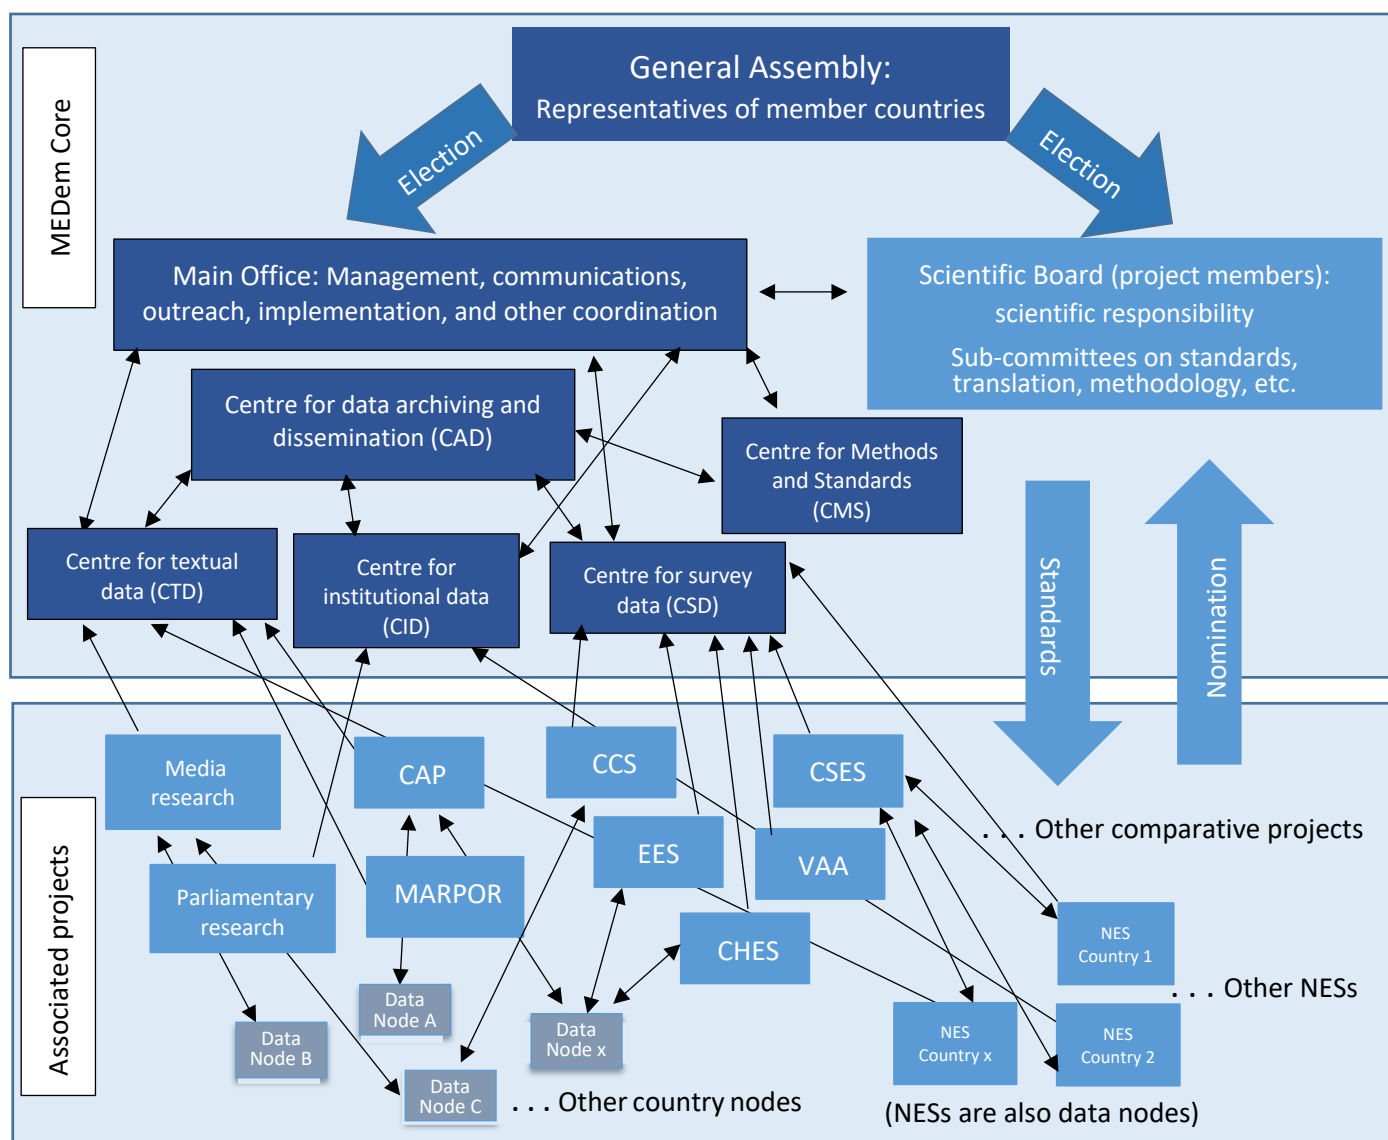 General Assembly:
Representatives of member countries
MEDem Core
Election
Election
Main Office: Management, communications,
outreach, implementation, and other coordination
Scientific Board (project members):
scientific responsibility
Sub-committees on standards,
translation, methodology, etc.
Centre for data archiving and
dissemination (CAD)
Centre for Methods
and Standards
(CMS)
Centre for textual
data (CTD)
Centre for
institutional data
(CID)
Centre for survey
data (CSD)
Standards
Nomination
Associated projects
Media
research
CAP
CCS
CSES
. . . Other comparative projects
Parliamentary
research
MARPOR
EES
VAA
CHES
NES
Country 1
. . . Other NESs
Data
Node A
Data
Node B
Data
Node x
NES
Country x
NES
Country 2
Data
Node C
. . . Other country nodes
(NESs are also data nodes)